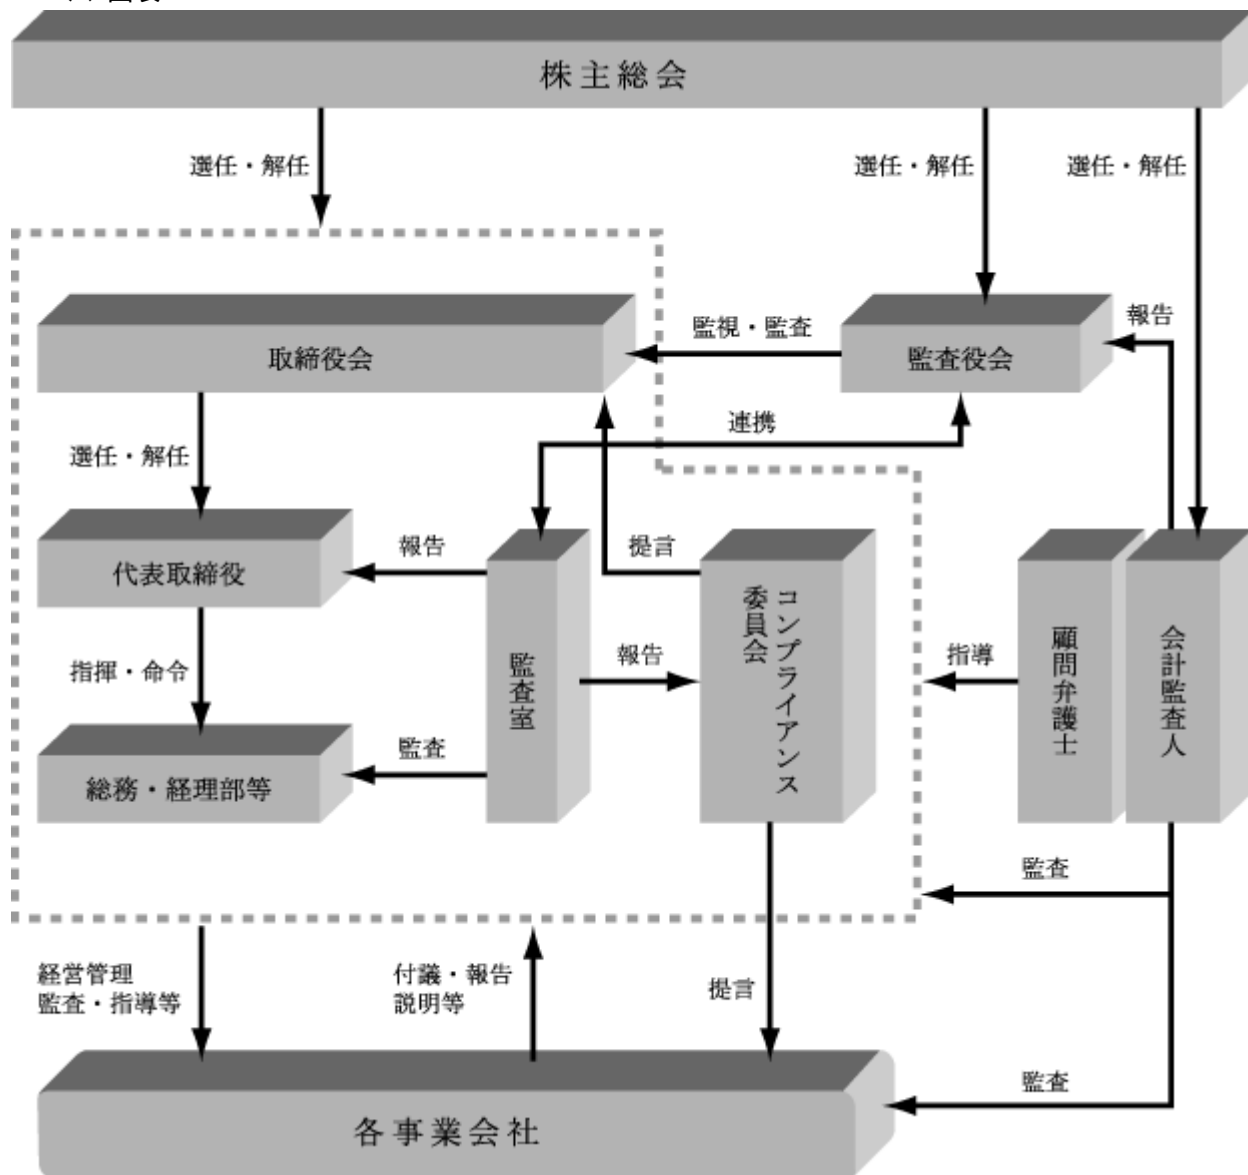 株主総会
選任・解任
選任・解任
選任・解任
取締役会
監視・監査
監査役会
報告
連携
選任・解任
代表取締役
報告
提言
指揮・命令
監査室
報告
コンプライアンス
委員会
指導
顧問弁護士
会計監査人
総務・経理部等
監査
監査
経営管理
監査・指導等
付議・報告
説明等
提言
監査
各事業会社